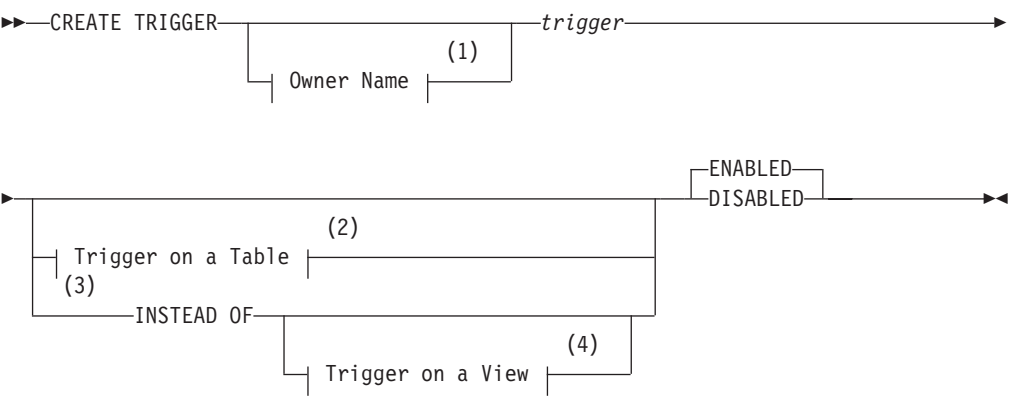 CREATE TRIGGER trigger
(1)
Owner Name
ENABLED
DISABLED
(2)
Trigger on a Table
(3)
INSTEAD OF
(4)
Trigger on a View